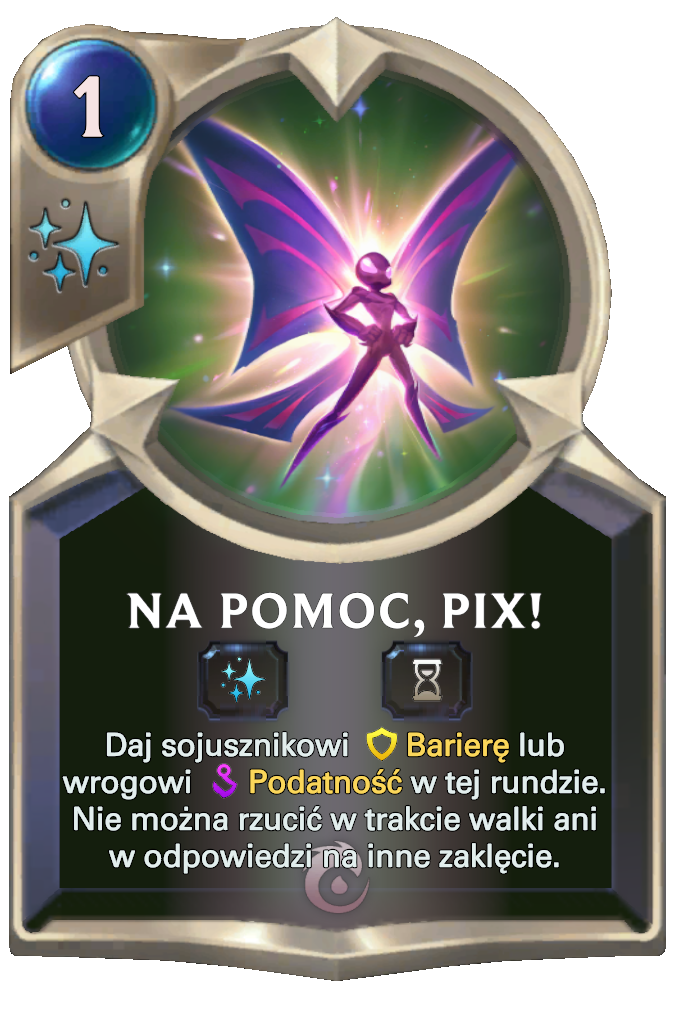 1
NA POMOC, PIX!
Daj sojusznikowi Barierę lub
wrogowi Podatność w tej rundzie.
Nie można rzucić w trakcie walki ani
w odpowiedzi na inne zaklęcie.